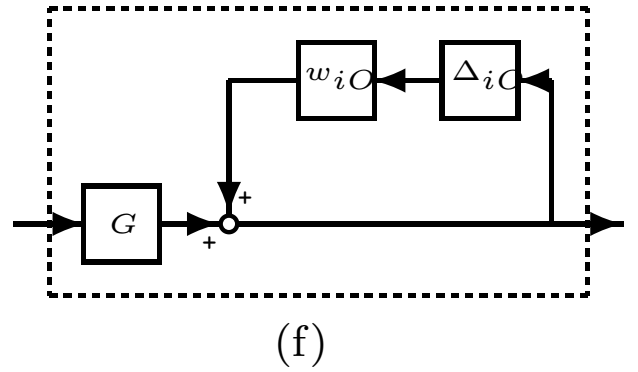 w_{iO} Δ_{iO}
+
G
+
(f)